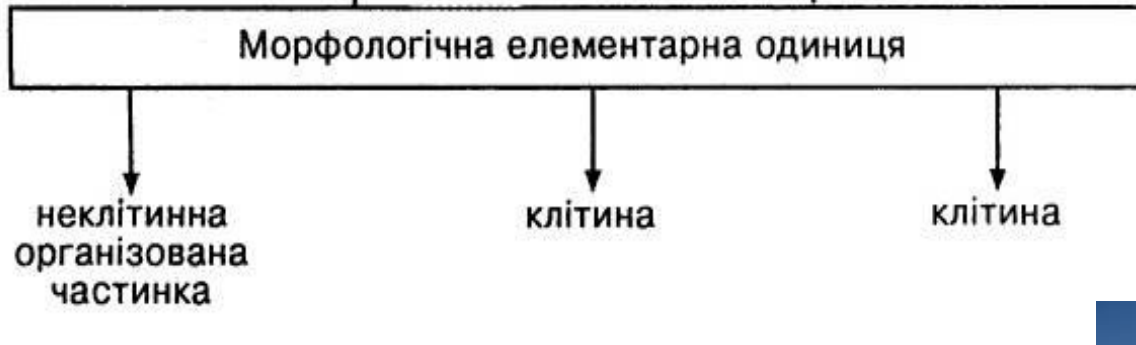 Морфологічна елементарна одиниця
неклітинна
організована
частинка
клітина
клітина